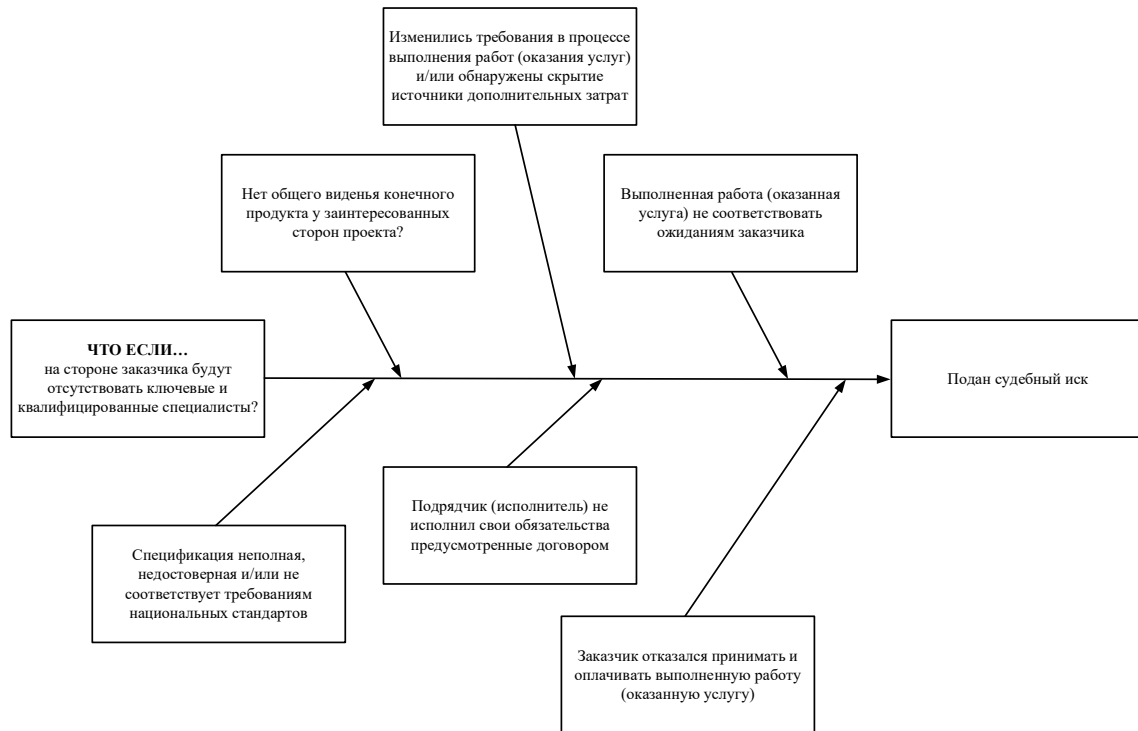 Изменились требования в процессе
выполнения работ (оказания услуг)
и/или обнаружены скрытие
источники дополнительных затрат
Нет общего виденья конечного
продукта у заинтересованных
сторон проекта?
Выполненная работа (оказанная
услуга) не соответствовать
ожиданиям заказчика
ЧТО ЕСЛИ…
на стороне заказчика будут
отсутствовать ключевые и
квалифицированные специалисты?
Подан судебный иск
Подрядчик (исполнитель) не
исполнил свои обязательства
предусмотренные договором
Спецификация неполная,
недостоверная и/или не
соответствует требованиям
национальных стандартов
Заказчик отказался принимать и
оплачивать выполненную работу
(оказанную услугу)